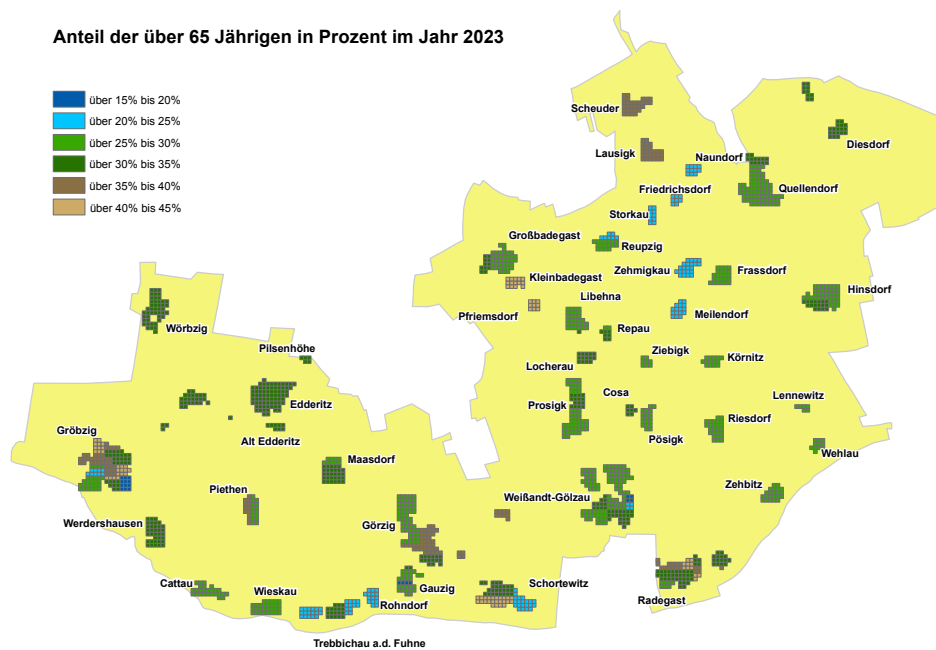 Anteil der über 65 Jährigen in Prozent im Jahr 2023
über 15% bis 20%
über 20% bis 25%
über 25% bis 30%
über 30% bis 35%
über 35% bis 40%
über 40% bis 45%
Scheuder
Diesdorf
Lausigk
Naundorf
Friedrichsdorf
Quellendorf
Storkau
Großbadegast
Reupzig
Zehmigkau
Frassdorf
Kleinbadegast
Hinsdorf
Libehna
Pfriemsdorf
Meilendorf
Wörbzig
Repau
Pilsenhöhe
Ziebigk
Körnitz
Locherau
Edderitz
Cosa
Lennewitz
Prosigk
Riesdorf
Gröbzig
Alt Edderitz
Pösigk
Wehlau
Maasdorf
Zehbitz
Piethen
Weißandt-Gölzau
Werdershausen
Görzig
Cattau
Wieskau
Gauzig
Schortewitz
Radegast
Rohndorf
Trebbichau a.d. Fuhne